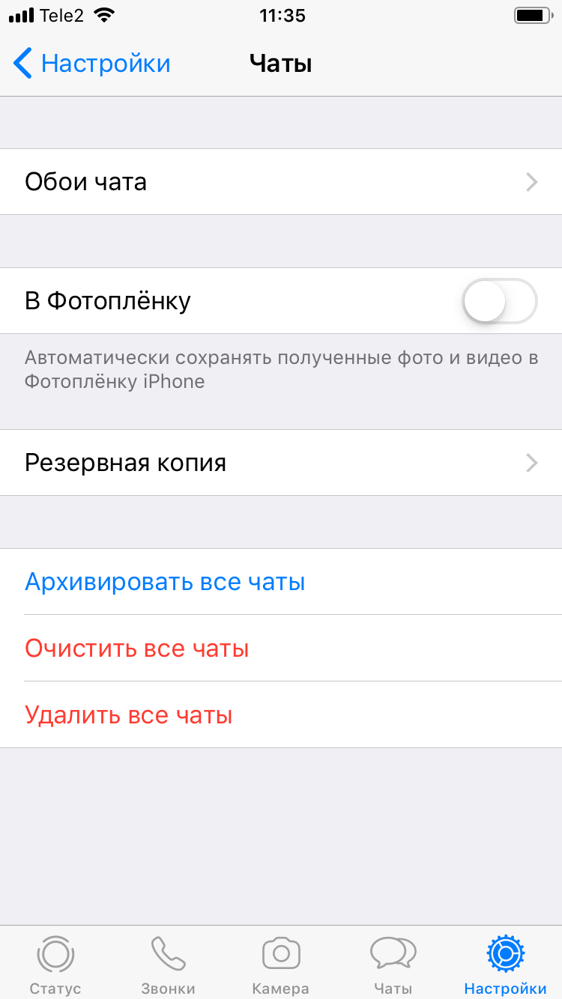 Tele2 11:35
Настройки Чаты
Обои чата
В Фотоплёнку
Автоматически сохранять полученные фото и видео в
Фотоплёнку iPhone
Резервная копия
Архивировать все чаты
Очистить все чаты
Удалить все чаты
Статус Звонки Камера Чаты Настройки